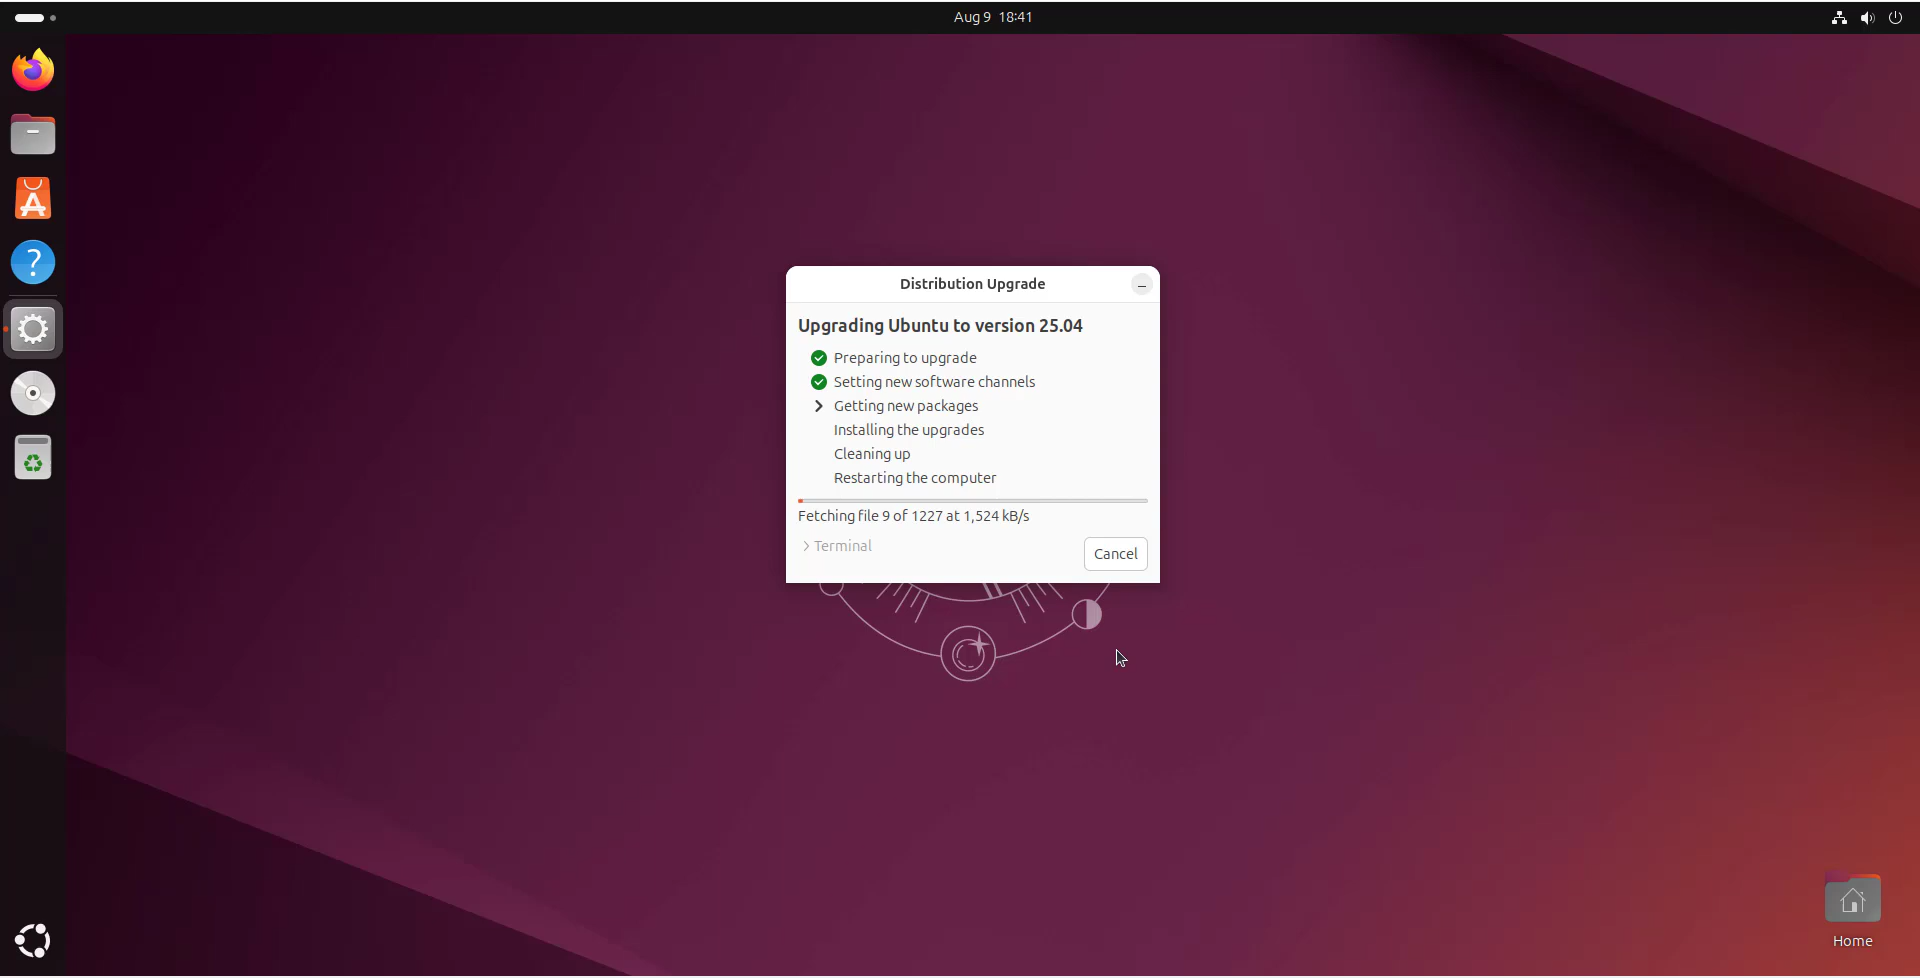 Aug 9 18:41
Distribution Upgrade
Upgrading Ubuntu to version 25.04
Preparing to upgrade
Setting new software channels
Getting new packages
Installing the upgrades
Cleaning up
Restarting the computer
Fetching file 9 of 1227 at 1,524 kB/s
Terminal
Cancel
Home